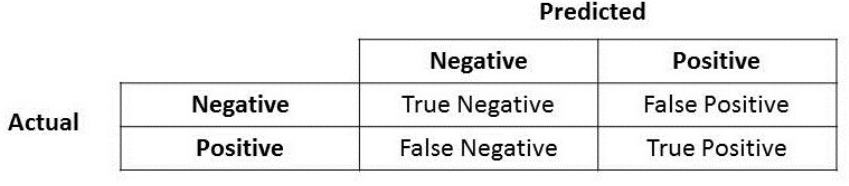 Predicted
Negative Positive
Actual
Negative True Negative False Positive
Positive False Negative True Positive